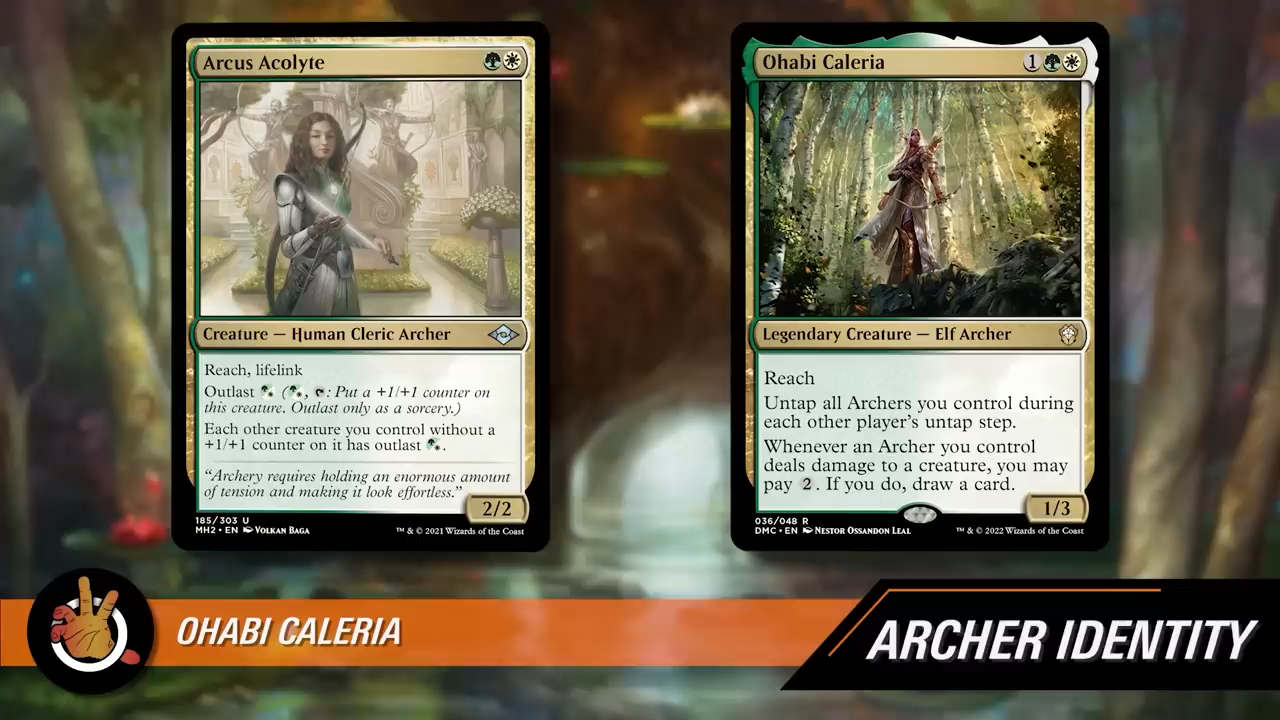 Arcus Acolyte
Creature — Human Cleric Archer
Reach, lifelink
Outlast (, : Put a +1/+1 counter on
this creature. Outlast only as a sorcery.)
Each other creature you control without a
+1/+1 counter on it has outlast .
“Archery requires holding an enormous amount
of tension and making it look effortless.”
2/2
185/303 U
MH2 • EN VOLKAN BAGA
™ & © 2021 Wizards of the Coast
Ohabi Caleria
1
Legendary Creature — Elf Archer
Reach
Untap all Archers you control during
each other player's untap step.
Whenever an Archer you control
deals damage to a creature, you may
pay 2. If you do, draw a card.
1/3
036/048 R
DMC • EN NESTOR OSSANDON LEAL
™ & © 2022 Wizards of the Coast
OHABI CALERIA
ARCHER IDENTITY